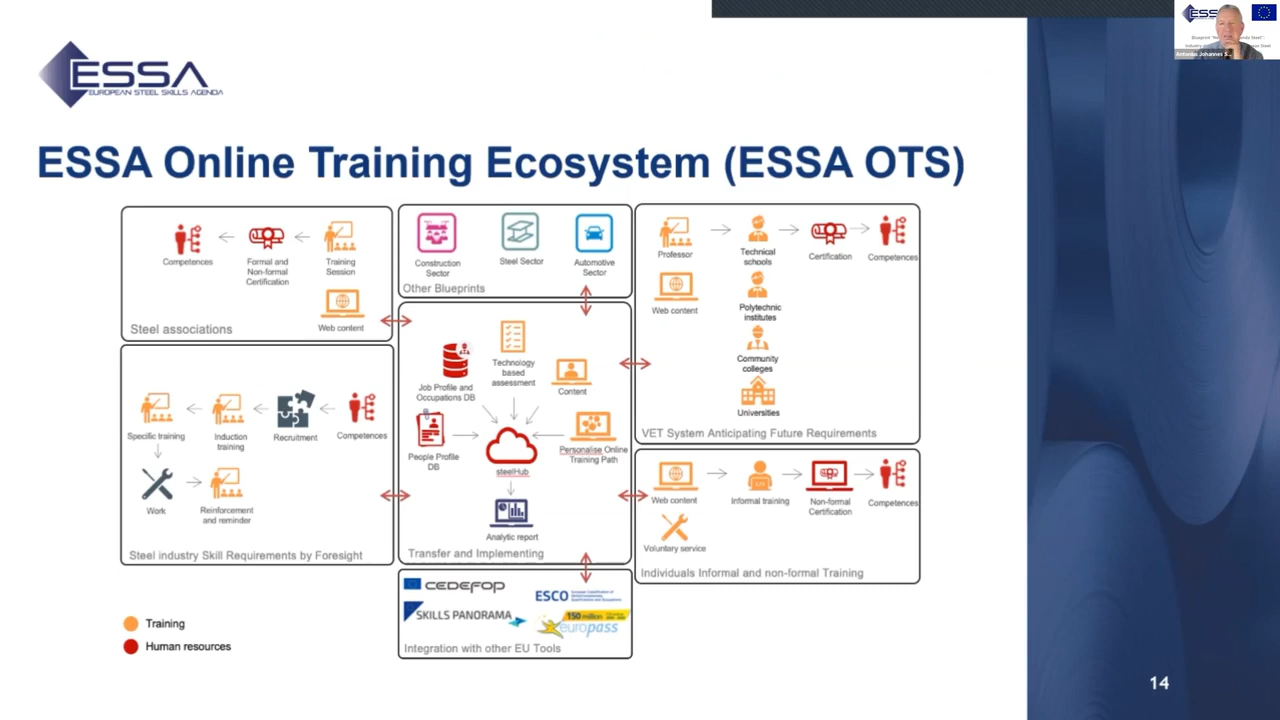 ESSA
EUROPEAN STEEL SKILLS AGENDA
ESSA Online Training Ecosystem (ESSA OTS)
Competences
Formal and
Non-formal
Certification
Training
Session
Web content
Steel associations
Construction
Sector
Steel Sector
Automotive
Sector
Other Blueprints
Professor
Technical
schools
Certification
Competences
Web content
Polytechnic
institutes
Community
colleges
Universities
VET System Anticipating Future Requirements
Specific training
Induction
training
Recruitment
Competences
Work
Reinforcement
and reminder
Steel industry Skill Requirements by Foresight
Job Profile and
Occupations DB
Technology
based
assessment
Content
People Profile
DB
steelHub
Personalise Online
Training Path
Analytic report
Transfer and Implementing
Web content
Informal training
Non-formal
Certification
Competences
Voluntary service
Individuals Informal and non-formal Training
CEDEFOP
ESCO
SKILLS PANORAMA
150 million
europass
Integration with other EU Tools
Training
Human resources
14
Antonius Johannes S...